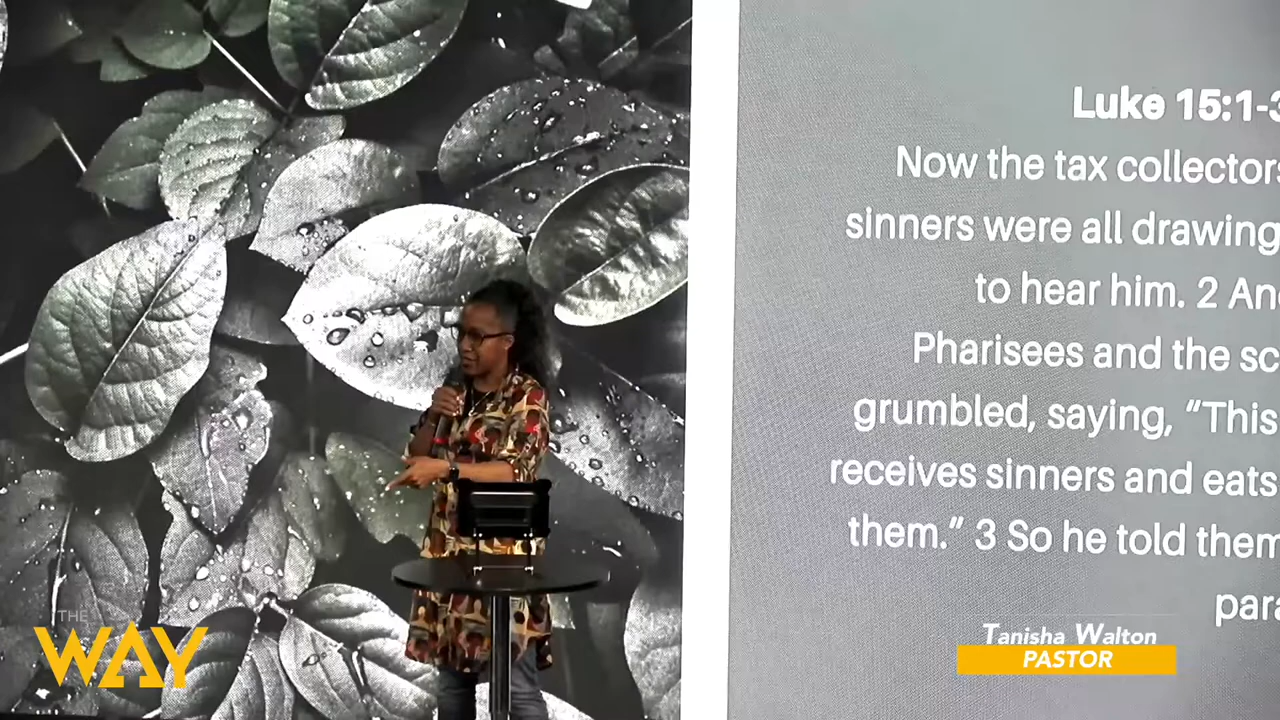 Luke 15:1-3
Now the tax collectors
sinners were all drawing
to hear him. 2 An
Pharisees and the sc
grumbled, saying, “This
receives sinners and eats
them.” 3 So he told them
para
THE
WAY
Tanisha Walton
PASTOR